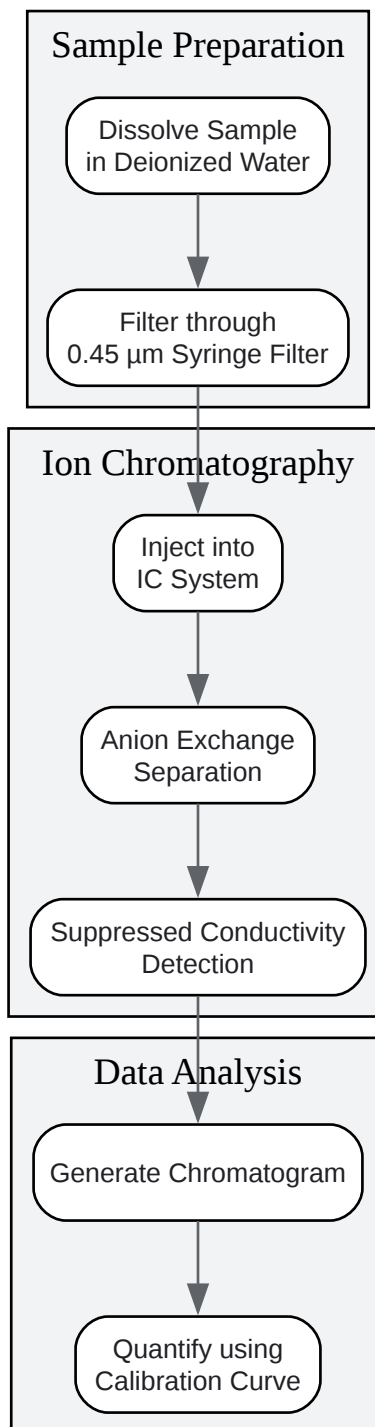 Sample Preparation
Dissolve Sample
in Deionized Water
Filter through
0.45 µm Syringe Filter
Ion Chromatography
Inject into
IC System
Anion Exchange
Separation
Suppressed Conductivity
Detection
Data Analysis
Generate Chromatogram
Quantify using
Calibration Curve